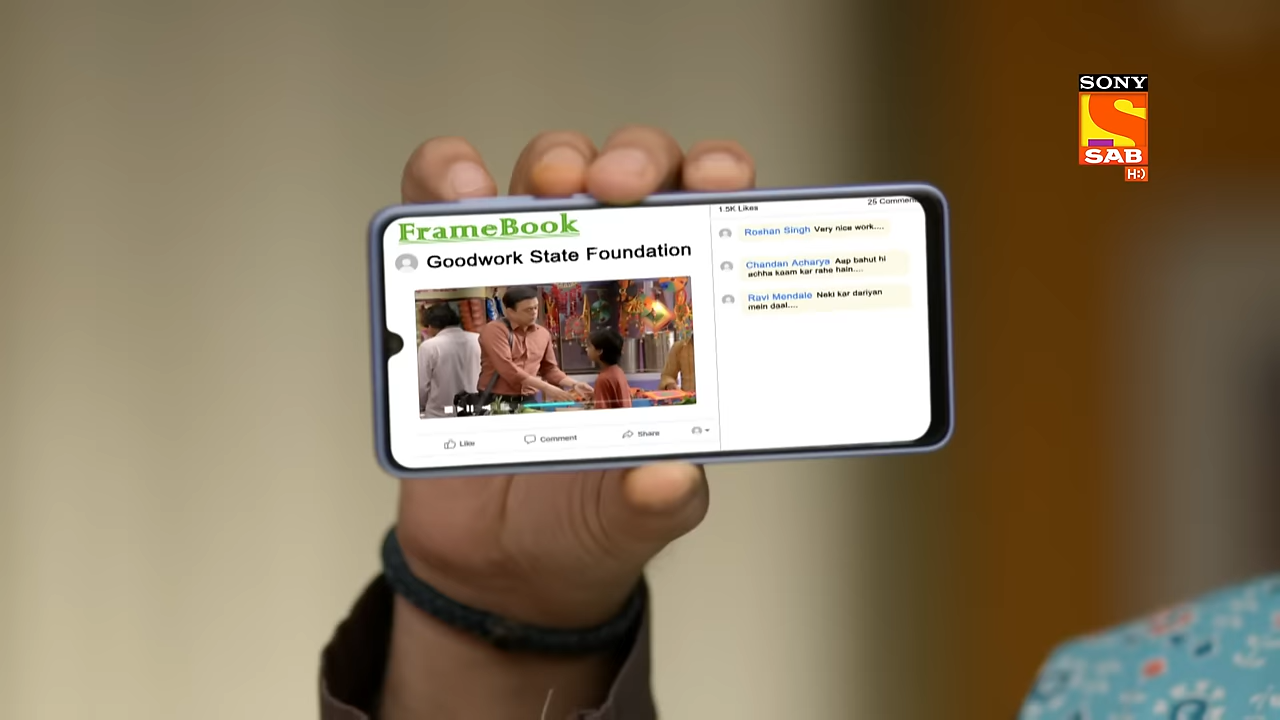 SONY
SAB
HD
FrameBook
Goodwork State Foundation
Like
Comment
Share
1.5K Likes
25 Commen
Roshan Singh Very nice work....
Chandan Acharya Aap bahut hi
achha kaam kar rahe hain....
Ravi Mendale Neki kar dariyan
mein daal....